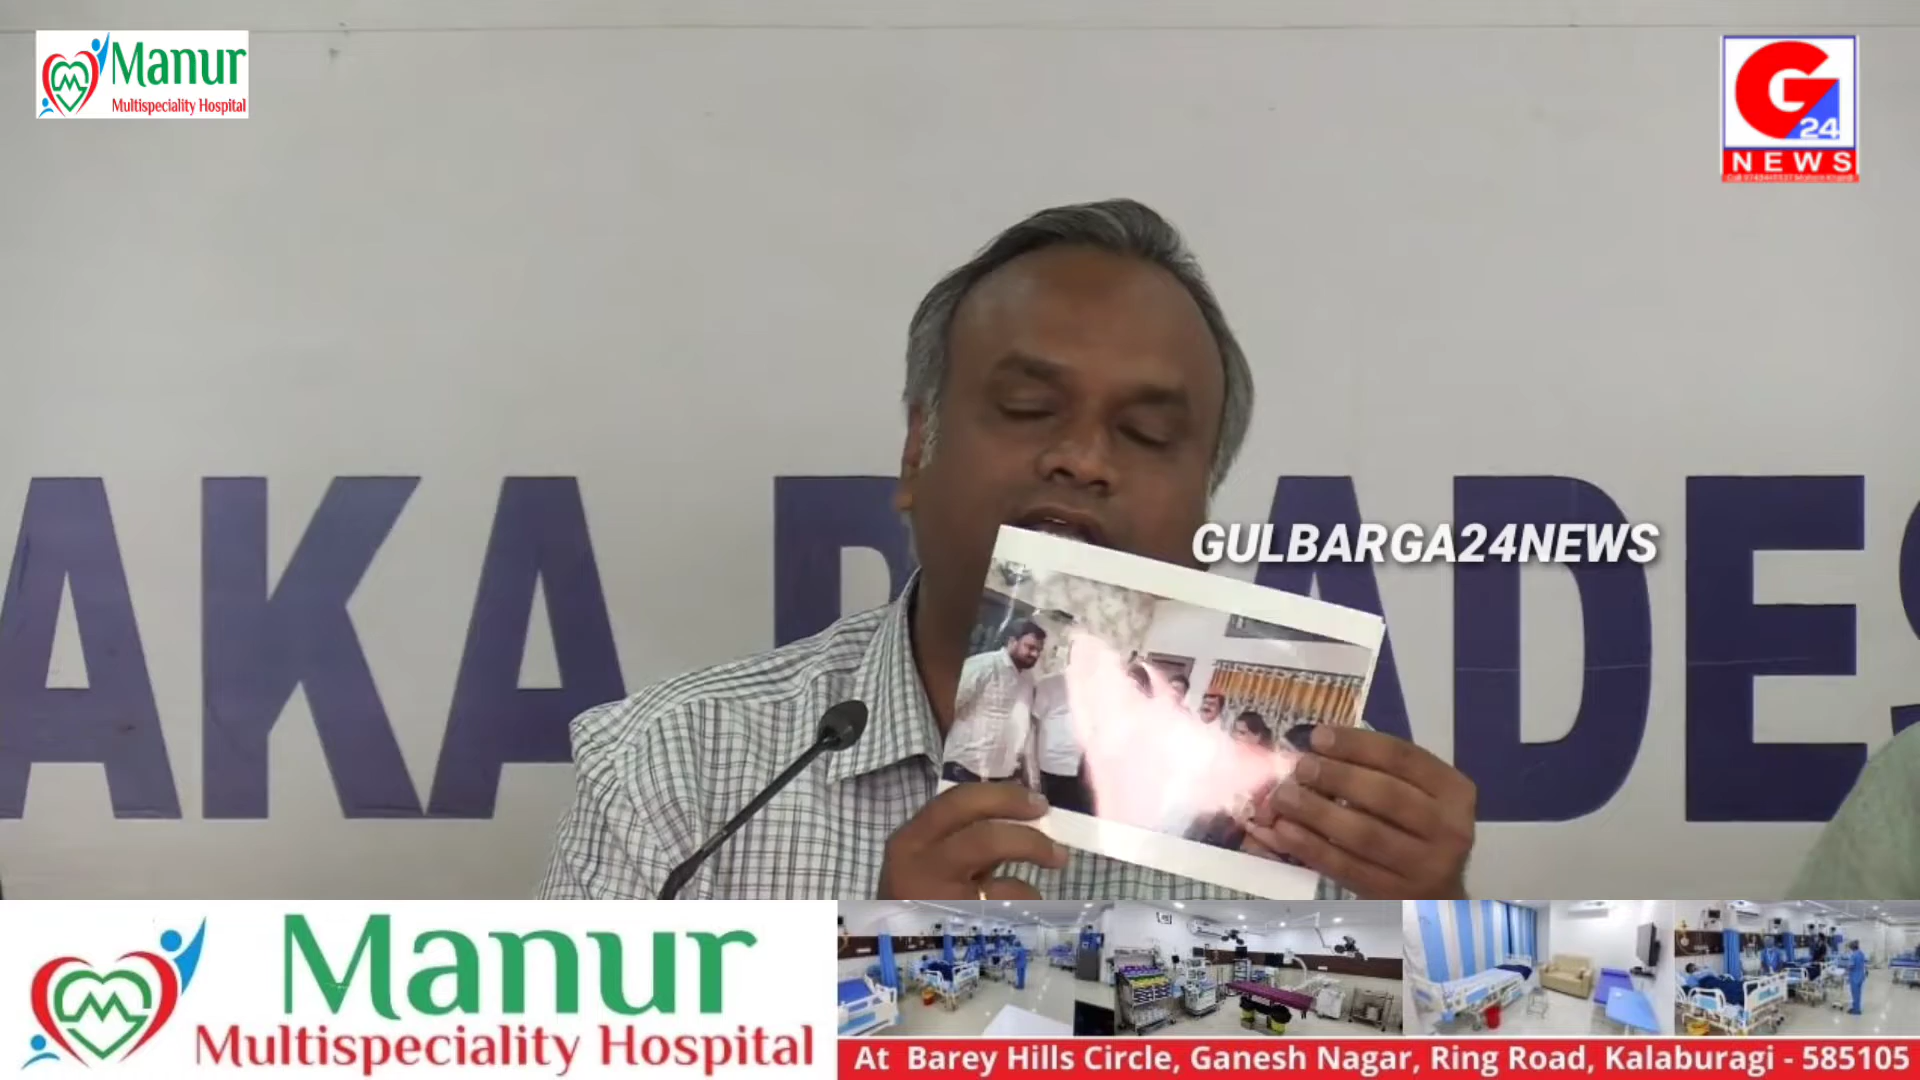 Manur
Multispeciality Hospital
G
24
NEWS
AKA
ADES
GULBARGA24NEWS
Manur
Multispeciality Hospital
At Barey Hills Circle, Ganesh Nagar, Ring Road, Kalaburagi - 585105